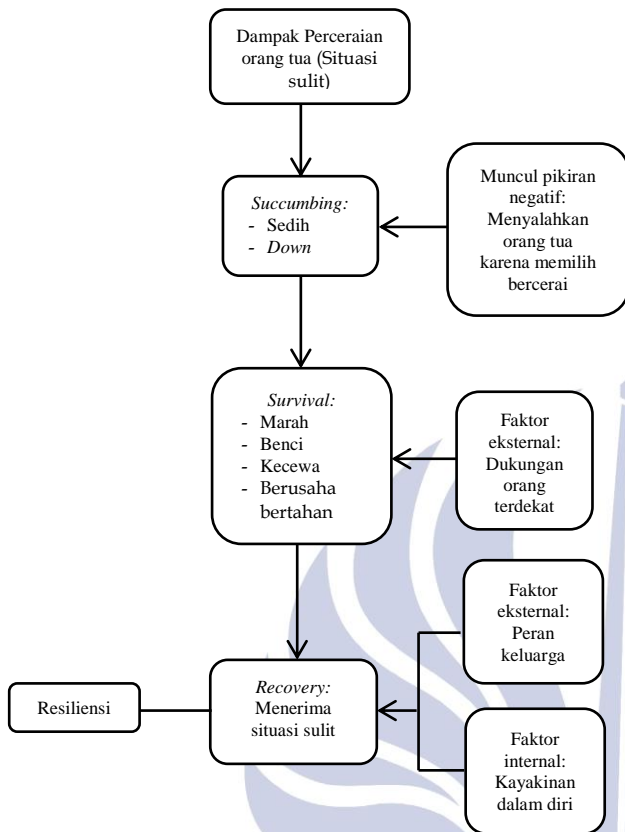 Dampak Perceraian
orang tua (Situasi
sulit)
Succumbing:
- Sedih
- Down
Muncul pikiran
negatif:
Menyalahkan
orang tua
karena memilih
bercerai
Survival:
- Marah
- Benci
- Kecewa
- Berusaha
bertahan
Faktor
eksternal:
Dukungan
orang
terdekat
Faktor
eksternal:
Peran
keluarga
Resiliensi
Recovery:
Menerima
situasi sulit
Faktor
internal:
Kayakinan
dalam diri